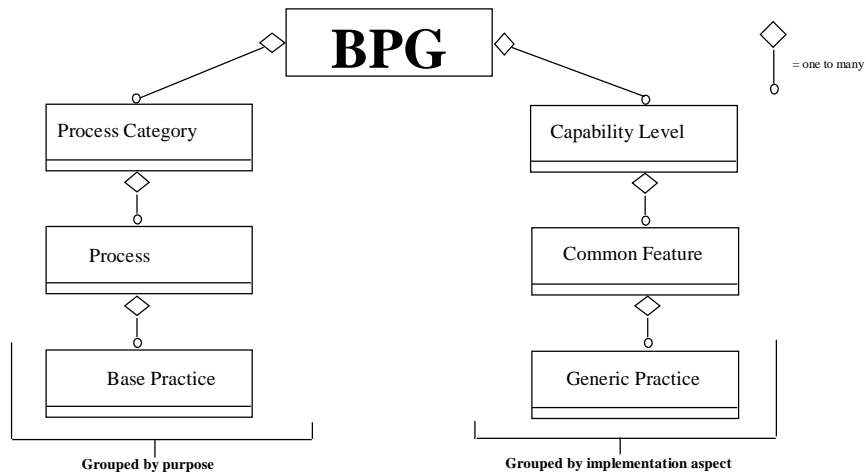 BPG
= one to many
Process Category
Capability Level
Process
Common Feature
Base Practice
Generic Practice
Grouped by purpose
Grouped by implementation aspect